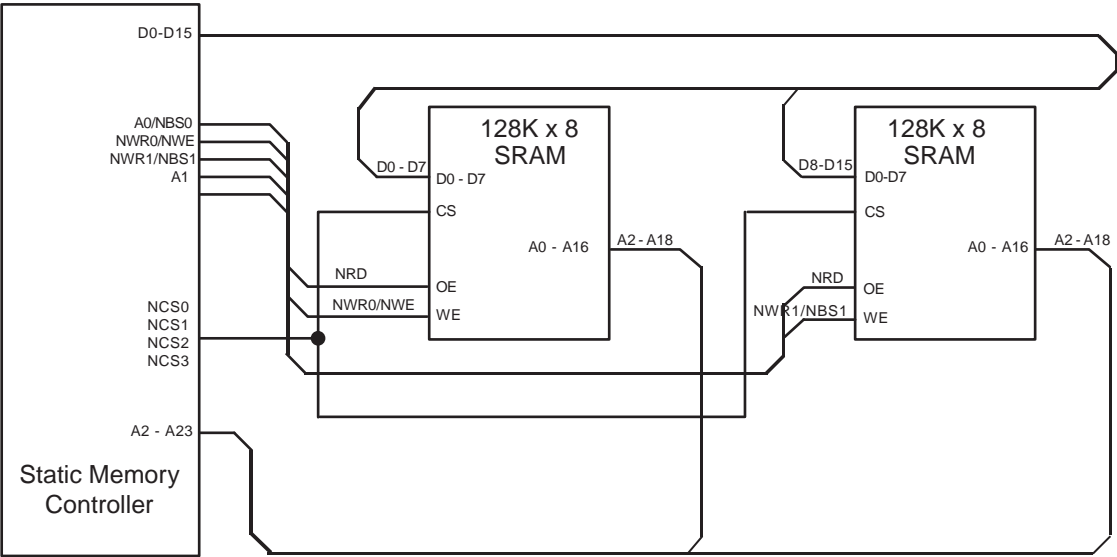 D0-D15
A0/NBS0
NWR0/NWE
NWR1/NBS1
A1
NCS0
NCS1
NCS2
NCS3
A2 - A23
Static Memory
Controller
128K x 8
SRAM
D0 - D7
D0 - D7
CS
A0 - A16
A2 - A18
NRD
OE
NWR0/NWE
WE
128K x 8
SRAM
D8-D15
D0-D7
CS
A0 - A16
A2 - A18
NRD
OE
NWR1/NBS1
WE